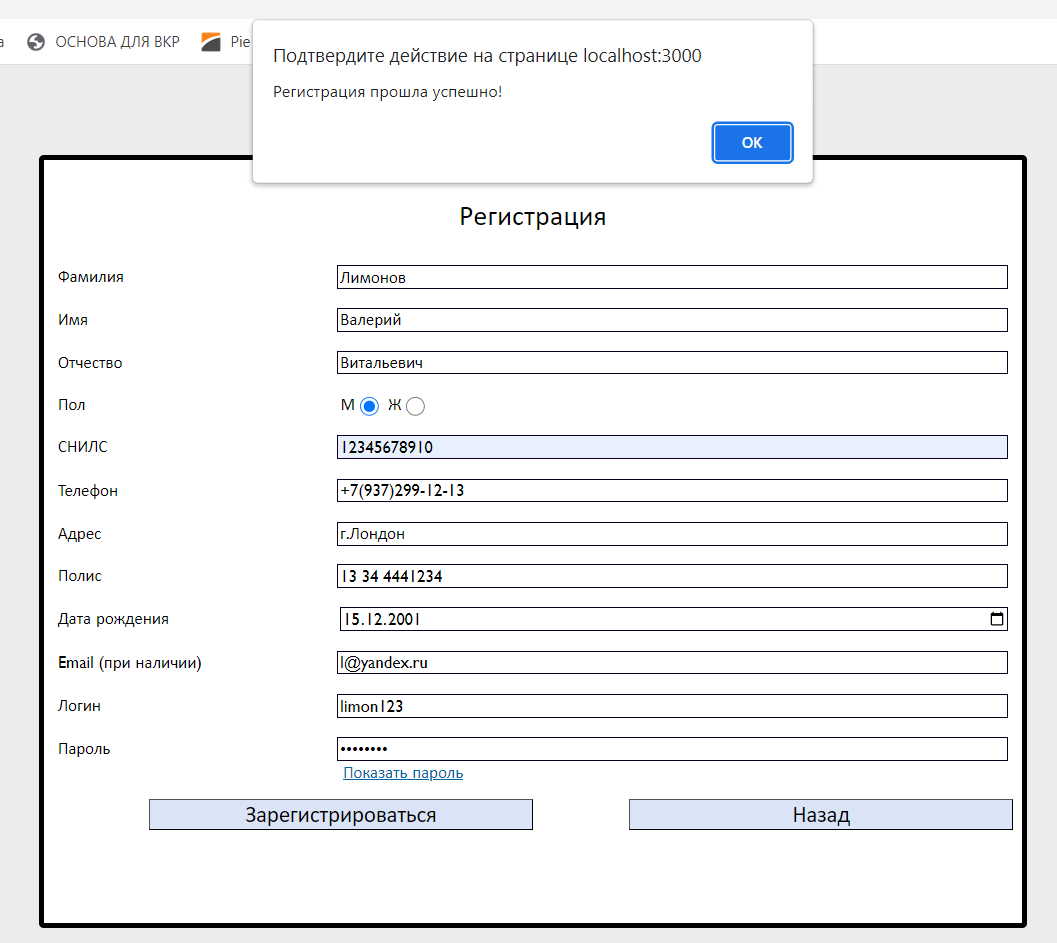 а ОСНОВА ДЛЯ ВКР Pie
Подтвердите действие на странице localhost:3000
Регистрация прошла успешно!
ОК
Регистрация
Фамилия Лимонов
Имя Валерий
Отчество Витальевич
Пол М Ж
СНИЛС 12345678910
Телефон +7(937)299-12-13
Адрес г.Лондон
Полис 13 34 4441234
Дата рождения 15.12.2001
Email (при наличии) l@yandex.ru
Логин limon123
Пароль ••••••••
Показать пароль
Зарегистрироваться Назад